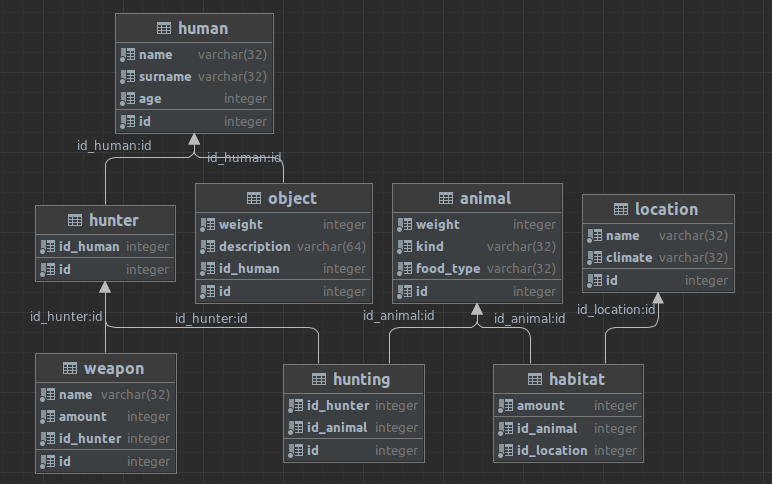 human
name varchar(32)
surname varchar(32)
age integer
id integer
id_human:id
id_human:id
hunter
id_human integer
id integer
object
weight integer
description varchar(64)
id_human integer
id integer
animal
weight integer
kind varchar(32)
food_type varchar(32)
id integer
location
name varchar(32)
climate varchar(32)
id integer
id_hunter:id
id_hunter:id
id_animal:id
id_animal:id
id_location:id
weapon
name varchar(32)
amount integer
id_hunter integer
id integer
hunting
id_hunter integer
id_animal integer
id integer
habitat
amount integer
id_animal integer
id_location integer